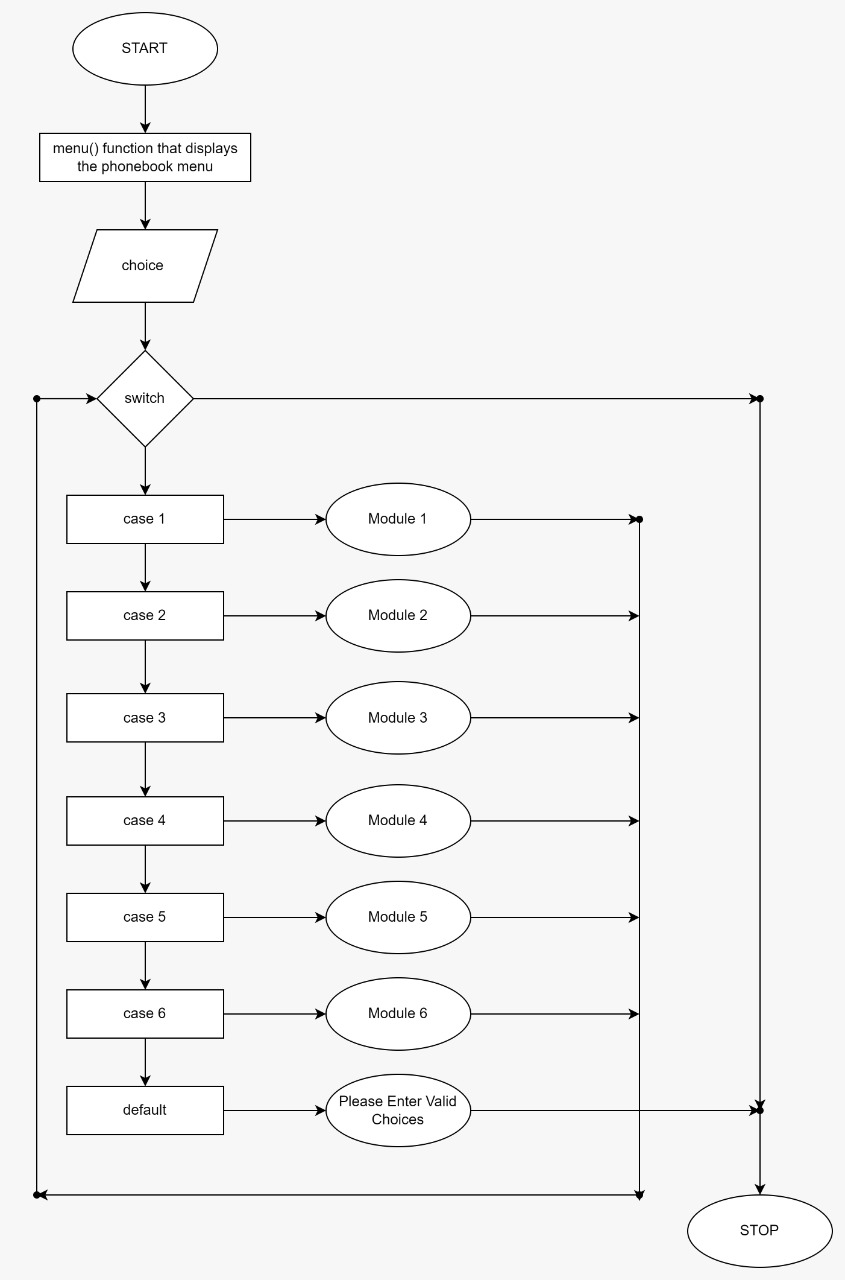 START
menu() function that displays
the phonebook menu
choice
switch
case 1
Module 1
case 2
Module 2
case 3
Module 3
case 4
Module 4
case 5
Module 5
case 6
Module 6
default
Please Enter Valid
Choices
STOP